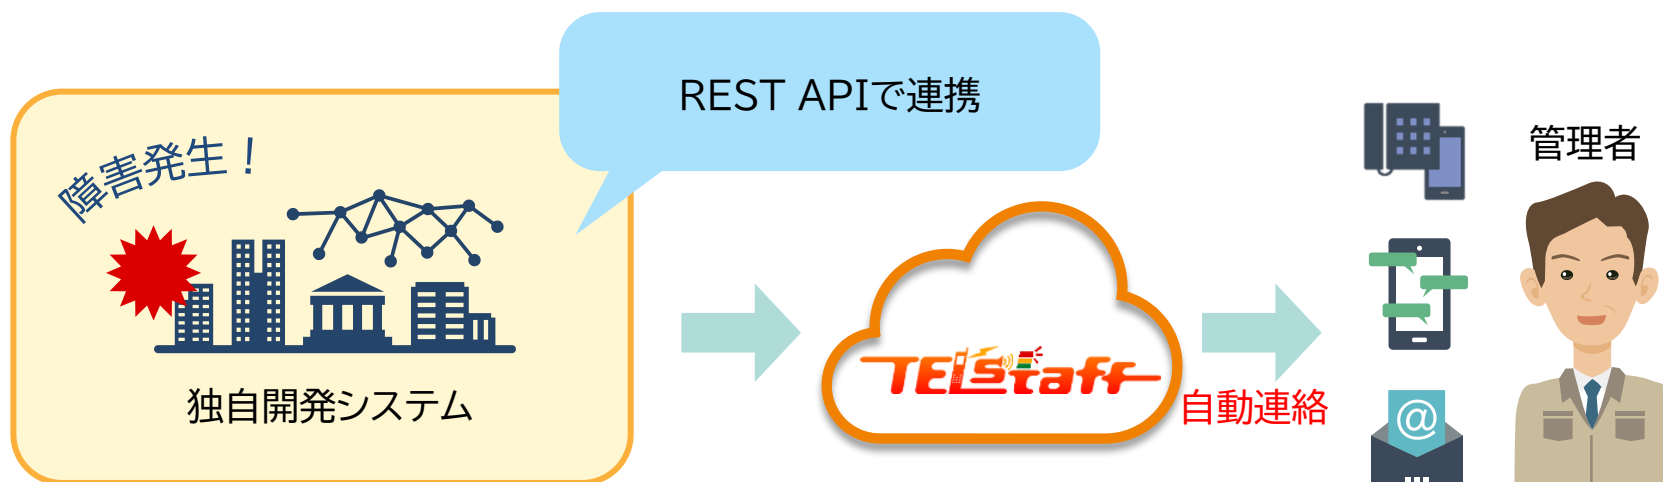 REST APIで連携
障害発生！
独自開発システム
TELstaff
自動連絡
管理者
@